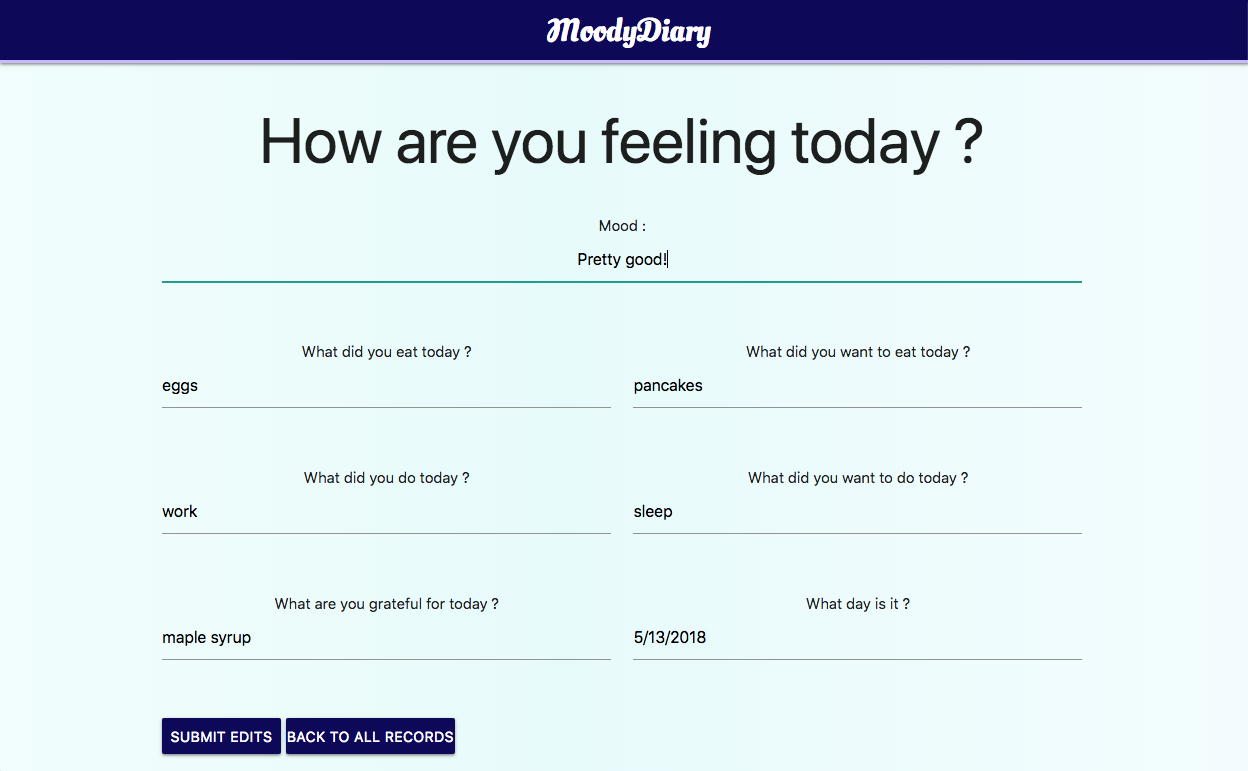 MoodyDiary
How are you feeling today ?
Mood :
Pretty good!
What did you eat today ?
eggs
What did you want to eat today ?
pancakes
What did you do today ?
work
What did you want to do today ?
sleep
What are you grateful for today ?
maple syrup
What day is it ?
5/13/2018
SUBMIT EDITS
BACK TO ALL RECORDS